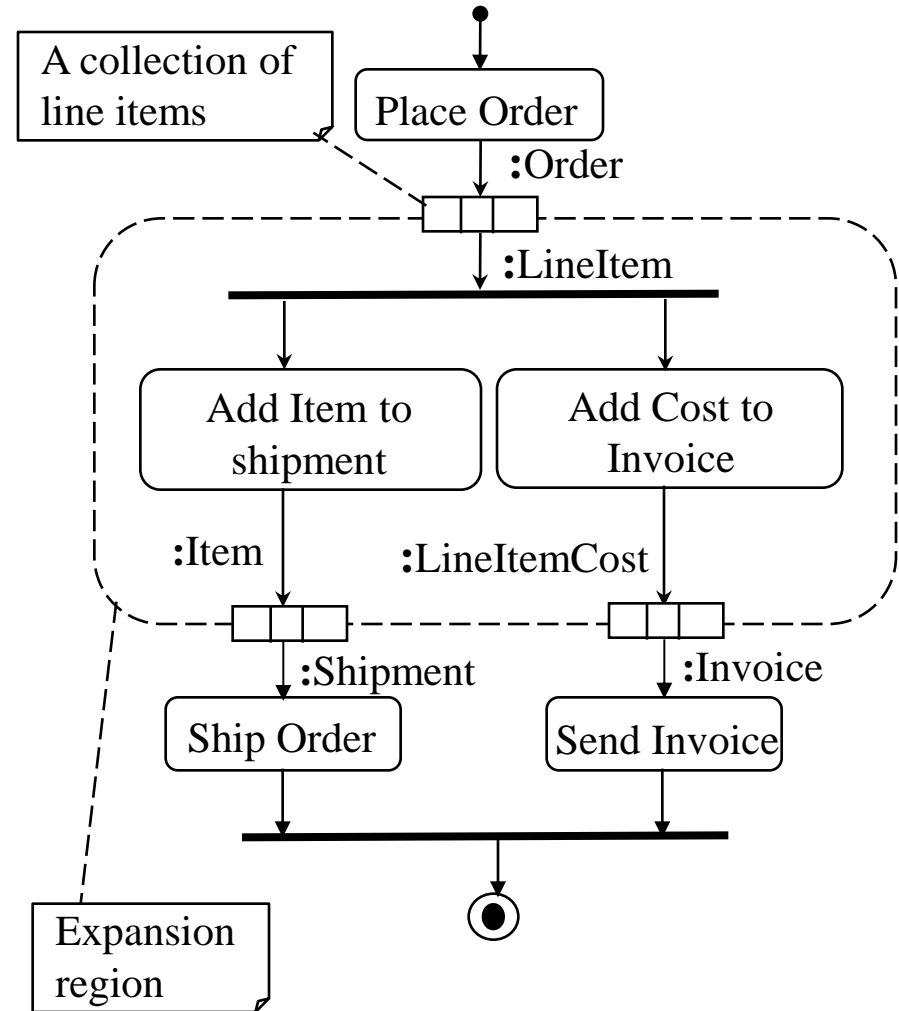 A collection of
line items
Place Order
:Order
:LineItem
Add Item to
shipment
Add Cost to
Invoice
:Item
:LineItemCost
:Shipment
:Invoice
Ship Order
Send Invoice
Expansion
region